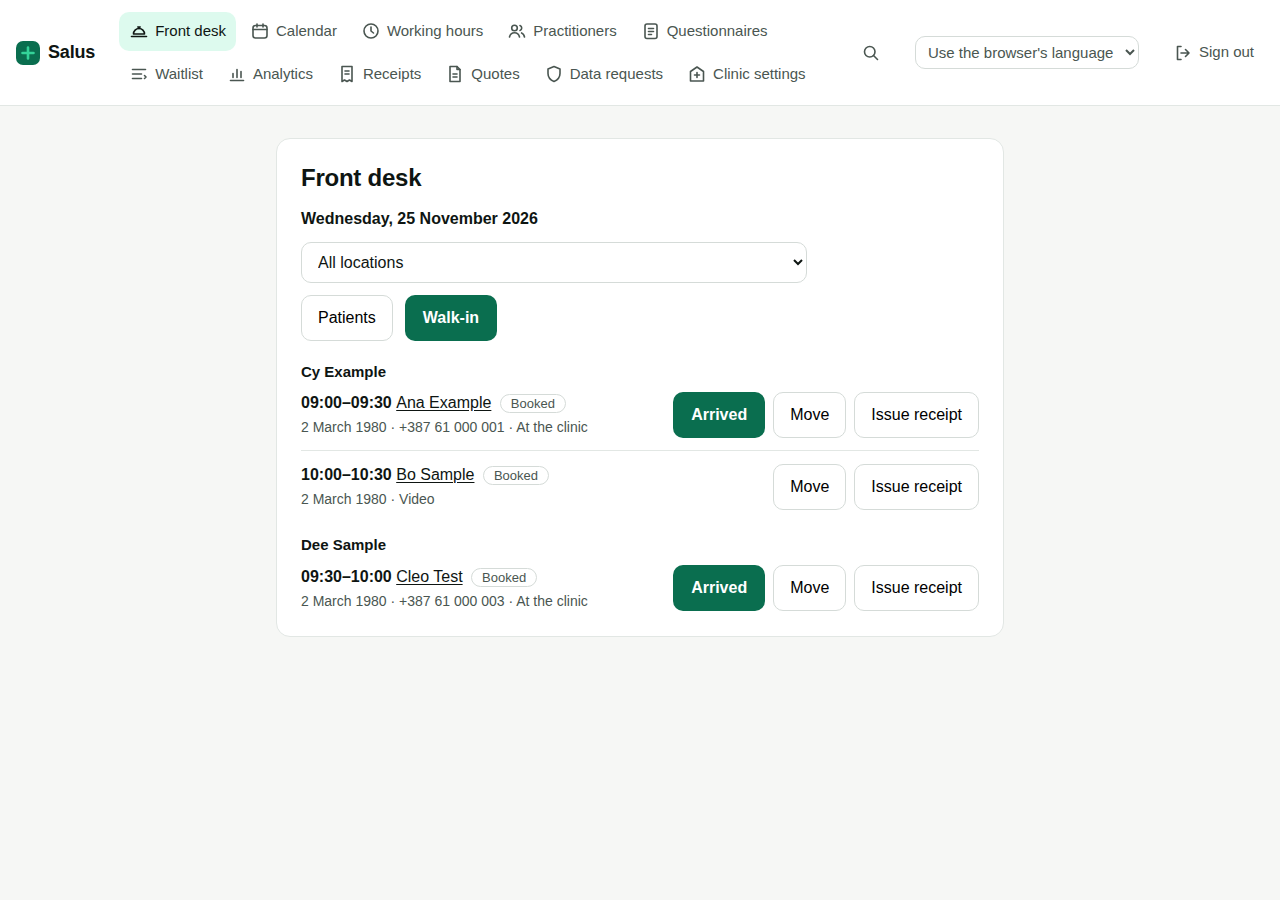 Salus
Front desk
Calendar
Working hours
Practitioners
Questionnaires
Waitlist
Analytics
Receipts
Quotes
Data requests
Clinic settings
Use the browser's language
Sign out
Front desk
Wednesday, 25 November 2026
All locations
Patients
Walk-in
Cy Example
09:00–09:30 Ana Example Booked
2 March 1980 · +387 61 000 001 · At the clinic
Arrived
Move
Issue receipt
10:00–10:30 Bo Sample Booked
2 March 1980 · Video
Move
Issue receipt
Dee Sample
09:30–10:00 Cleo Test Booked
2 March 1980 · +387 61 000 003 · At the clinic
Arrived
Move
Issue receipt